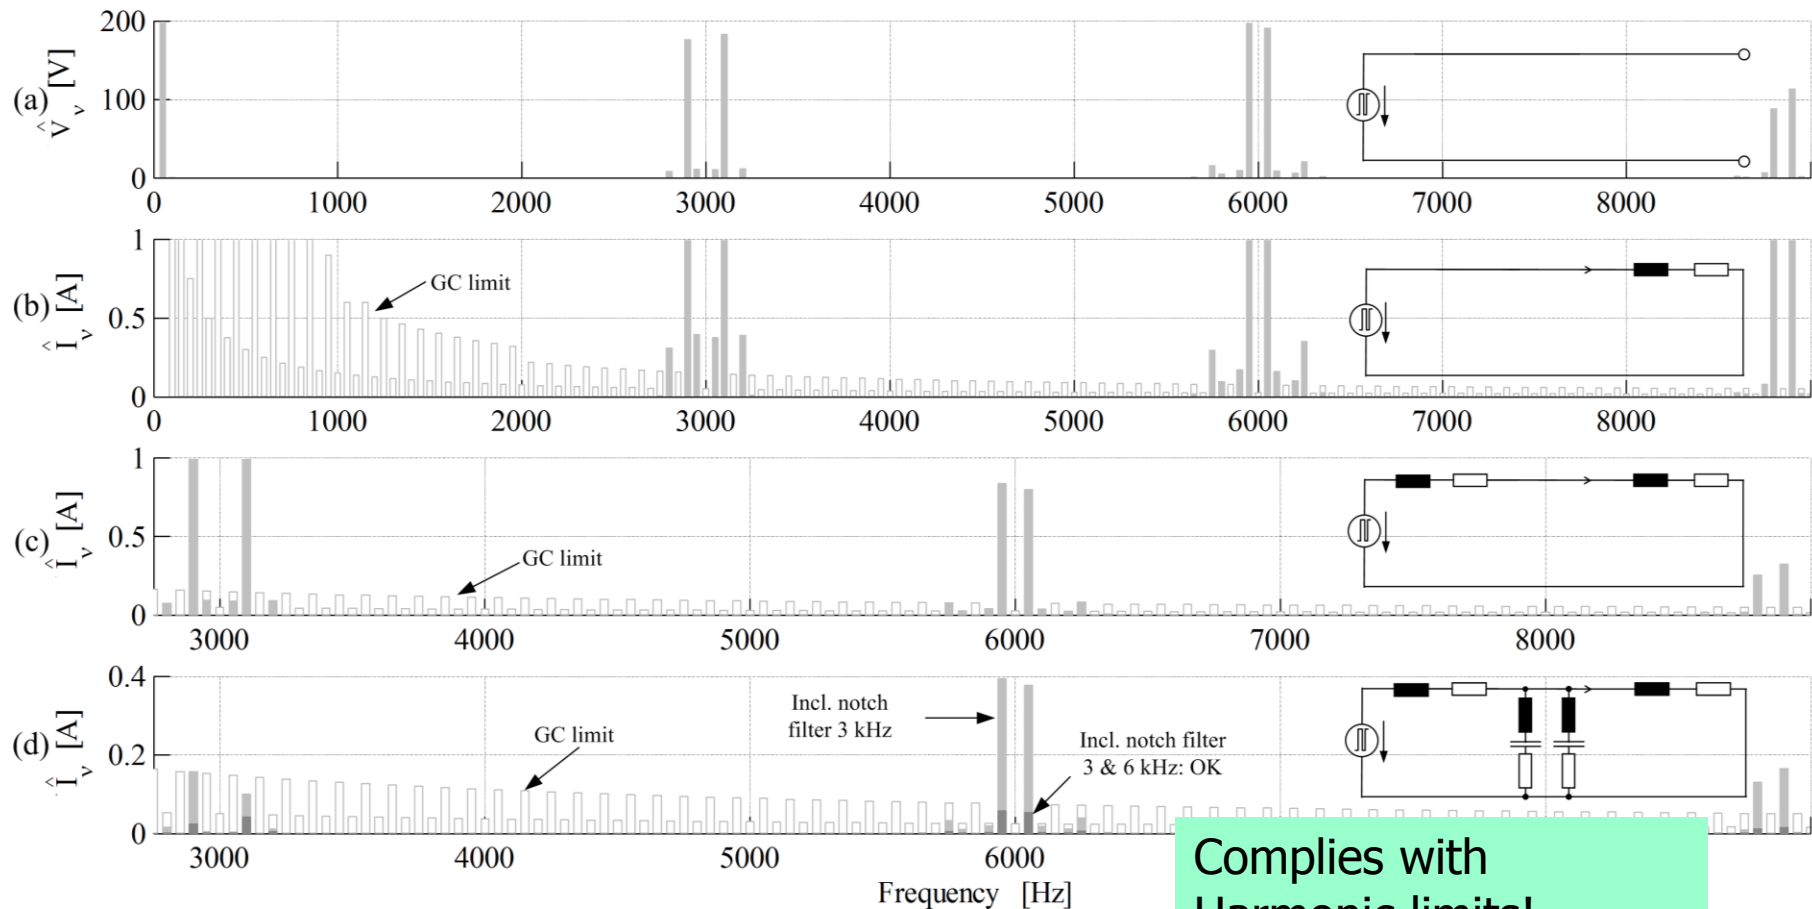 (a)
V̂ν [V]
200
100
0
0 1000 2000 3000 4000 5000 6000 7000 8000
(b)
Îν [A]
1
0.5
0
GC limit
0 1000 2000 3000 4000 5000 6000 7000 8000
(c)
Îν [A]
1
0.5
0
GC limit
3000 4000 5000 6000 7000 8000
(d)
Îν [A]
0.4
0.2
0
GC limit
Incl. notch
filter 3 kHz
Incl. notch filter
3 & 6 kHz: OK
3000 4000 5000 6000
Frequency [Hz]
Complies with
Harmonic limits!